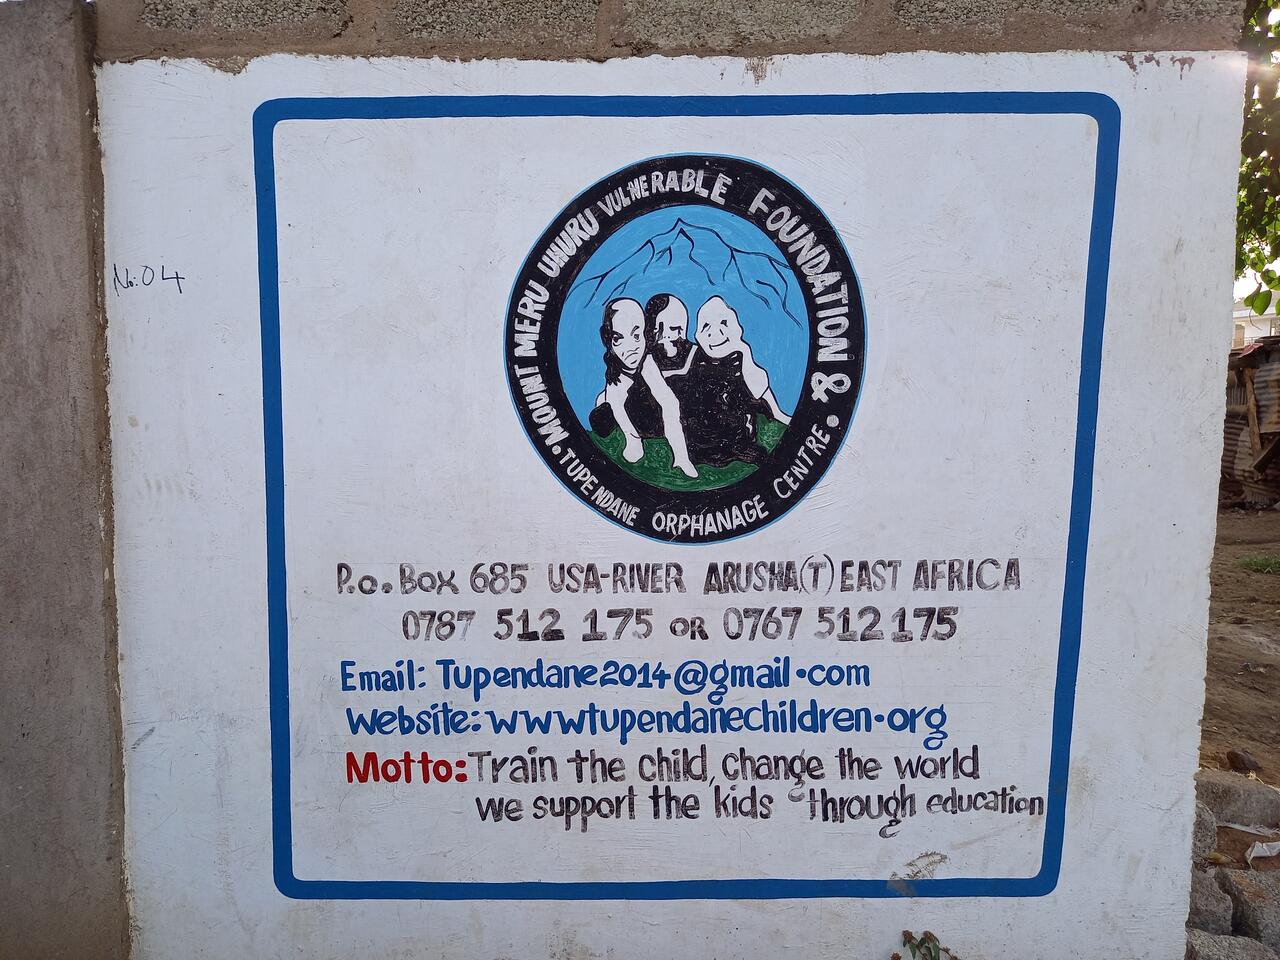 MOUNT MERU UHURU VULNERABLE FOUNDATION &
• TUPENDANE ORPHANAGE CENTRE •
No: 04
P.o. Box 685 USA-RIVER ARUSHA(T) EAST AFRICA
0787 512 175 OR 0767 512 175
Email: Tupendane2014@gmail.com
Website: wwwtupendanechildren.org
Motto: Train the child, change the world
we support the kids through education